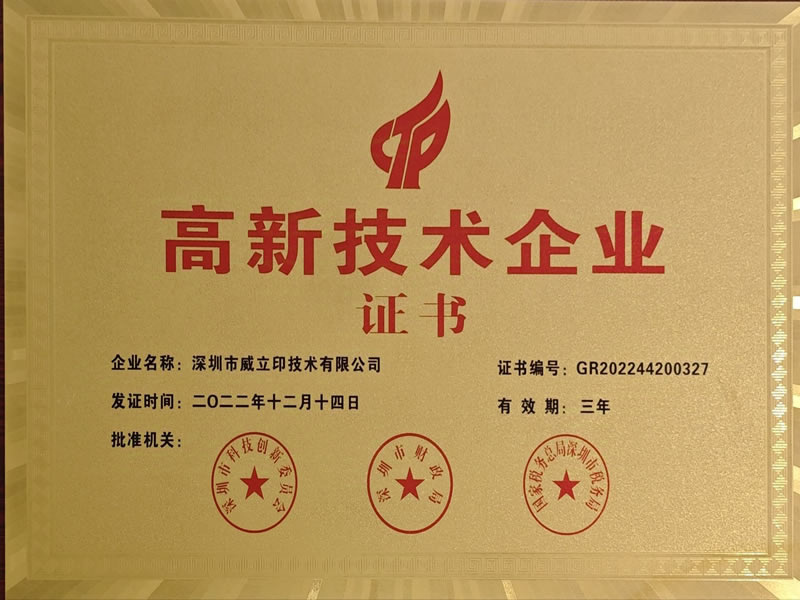 高新技术企业
证书
企业名称：深圳市威立印技术有限公司
证书编号：GR202244200327
发证时间：二〇二二年十二月十四日
有 效 期：三年
批准机关：
深圳市科技创新委员会
深圳市财政局
国家税务总局深圳市税务局